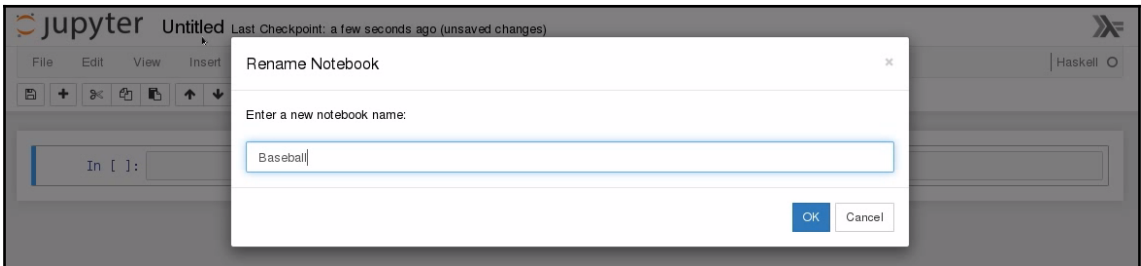 jupyter Untitled Last Checkpoint: a few seconds ago (unsaved changes)
File Edit View Insert
Haskell
Rename Notebook ×
Enter a new notebook name:
Baseball
In [ ]:
OK Cancel